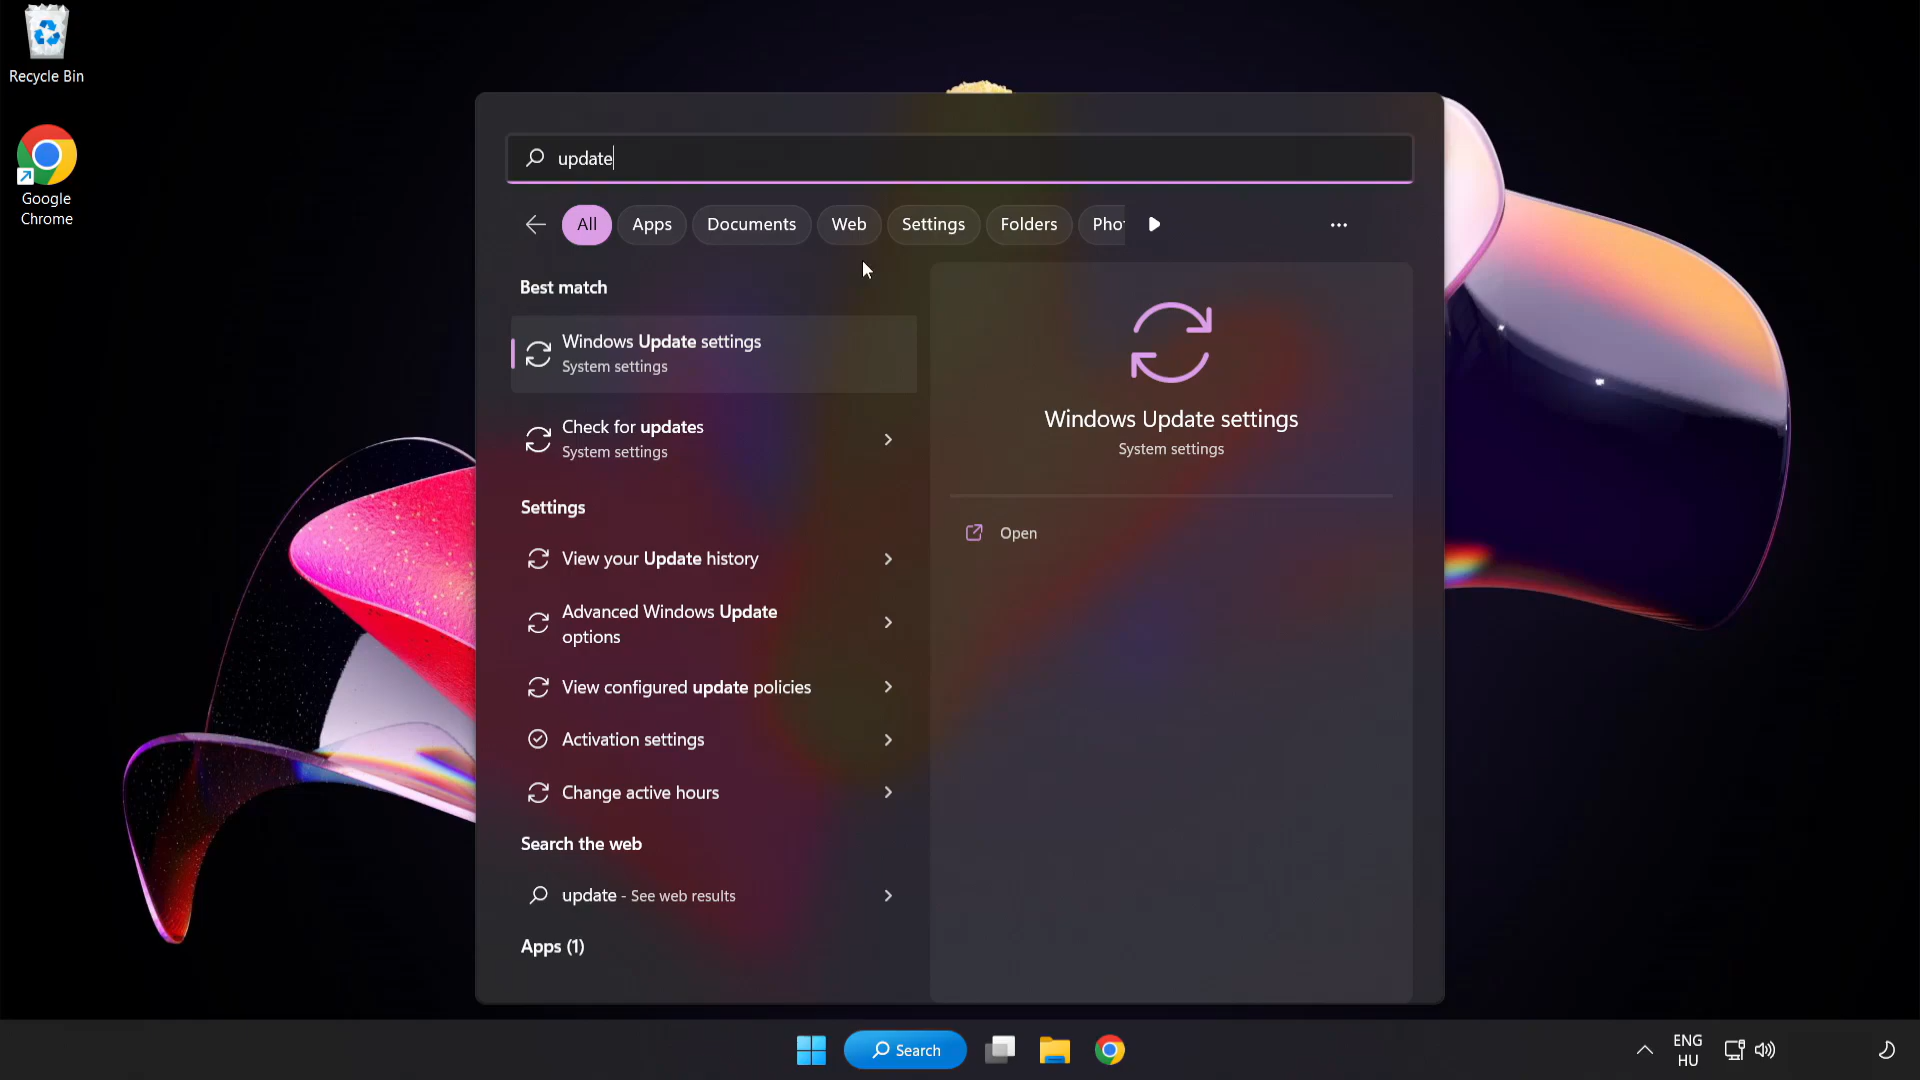 Recycle Bin
Google
Chrome
update
All
Apps
Documents
Web
Settings
Folders
Pho
Best match
Windows Update settings
System settings
Check for updates
System settings
Settings
View your Update history
Advanced Windows Update
options
View configured update policies
Activation settings
Change active hours
Search the web
update - See web results
Apps (1)
Windows Update settings
System settings
Open
Search
ENG
HU